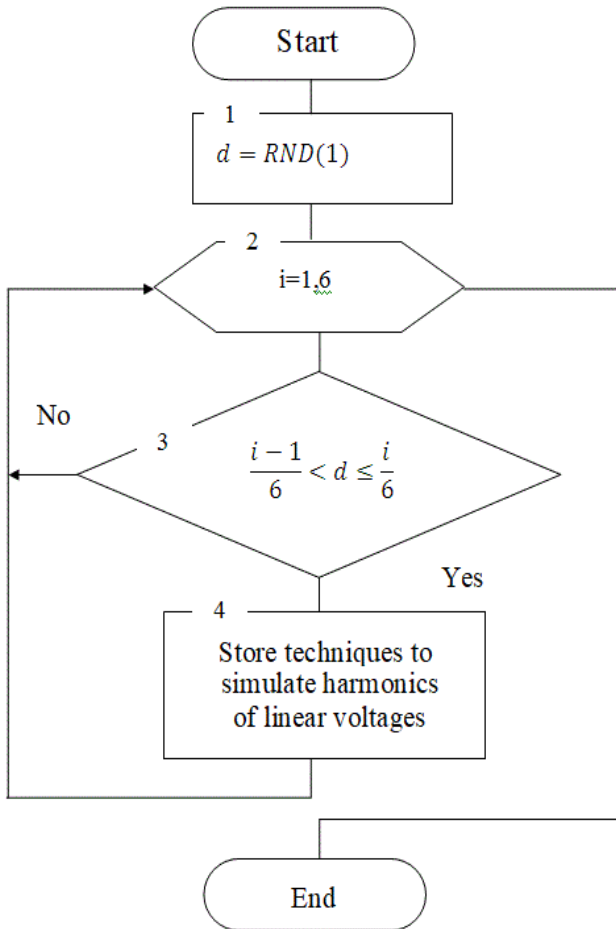 Start
1
d = RND(1)
2
i=1,6
No
3
i − 1
6
< d ≤
i
6
Yes
4
Store techniques to
simulate harmonics
of linear voltages
End